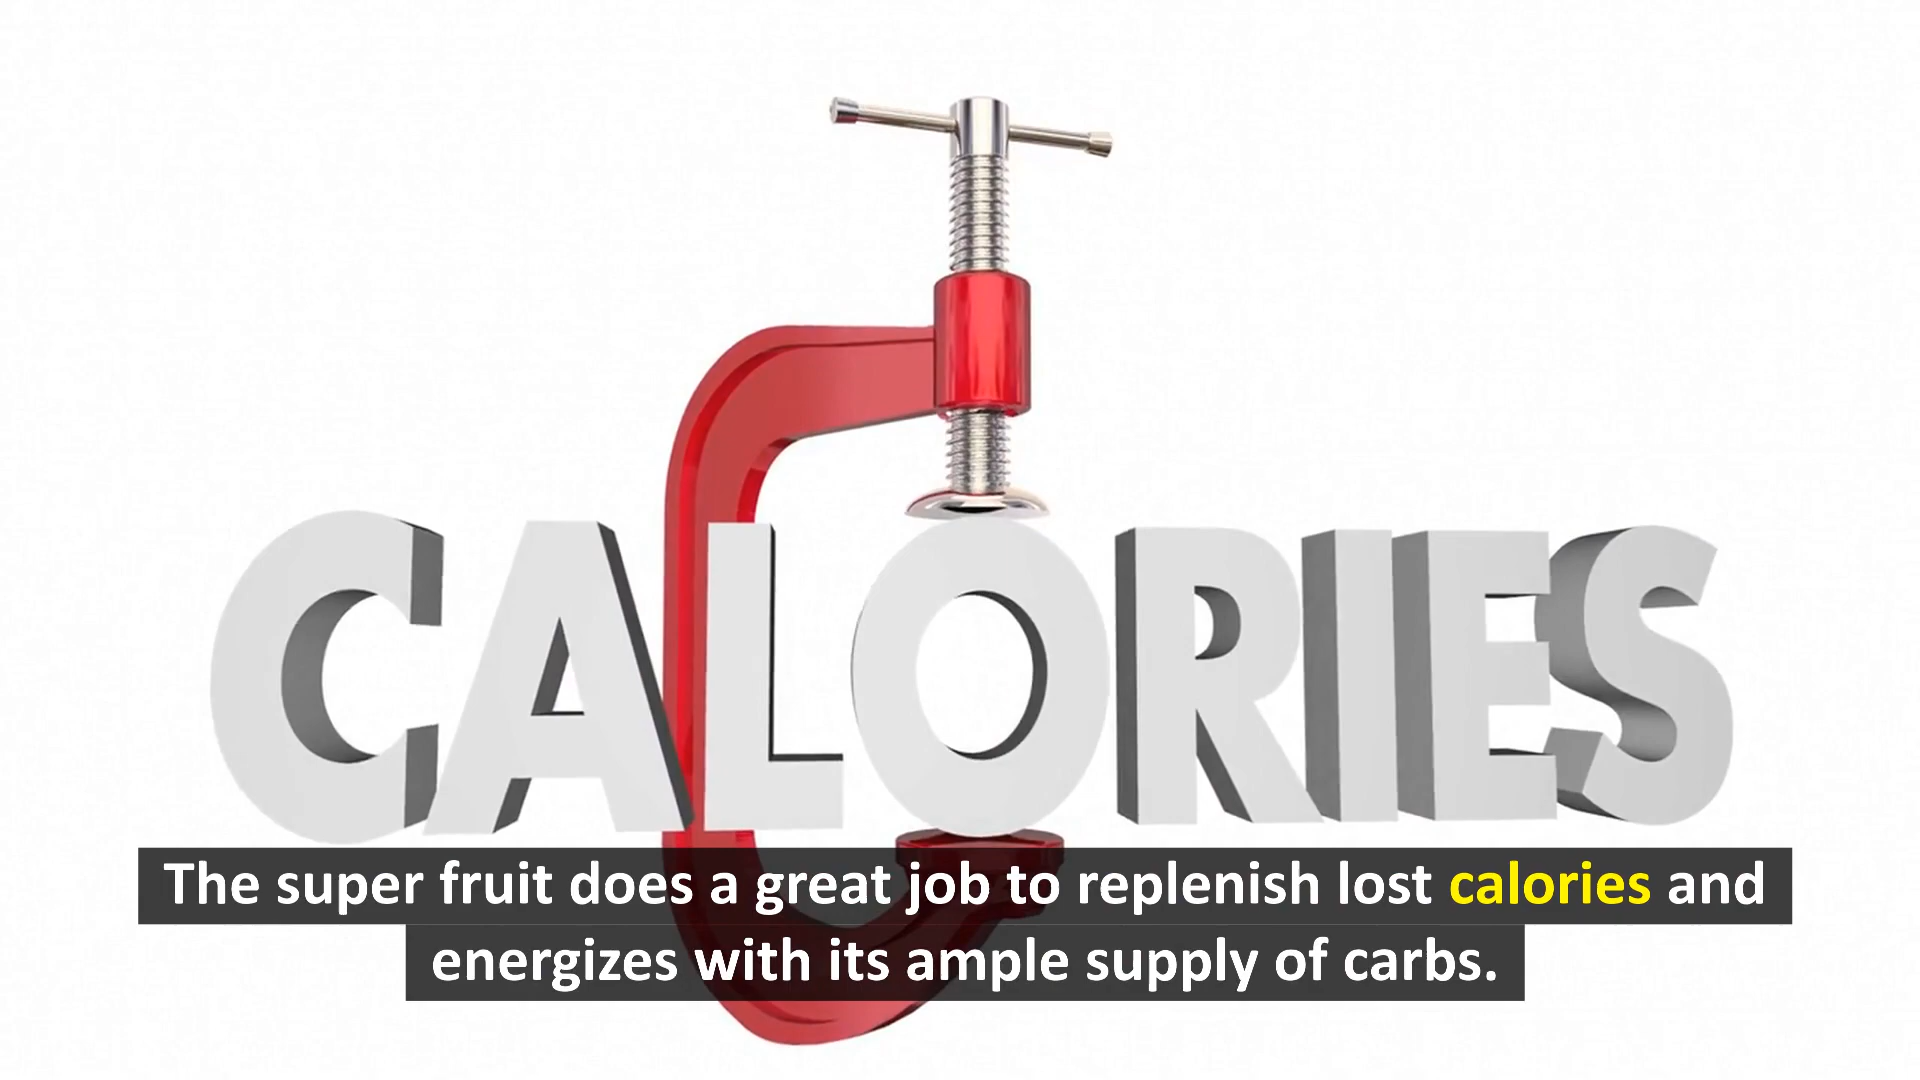 CALORIES
The super fruit does a great job to replenish lost calories and
energizes with its ample supply of carbs.